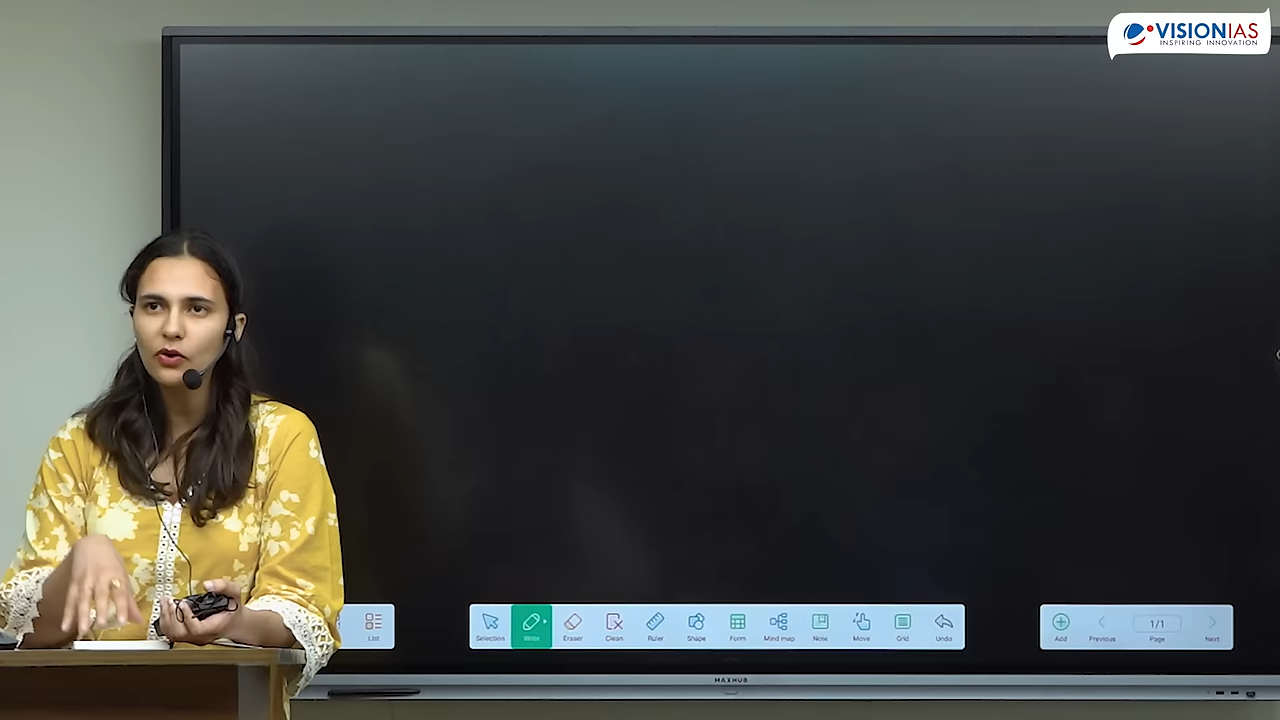 VISIONIAS
INSPIRING INNOVATION
List
Selection
Write
Eraser
Clean
Ruler
Shape
Form
Mind map
Note
Move
Grid
Undo
Add
Previous
1/1
Page
Next
MAXHUB